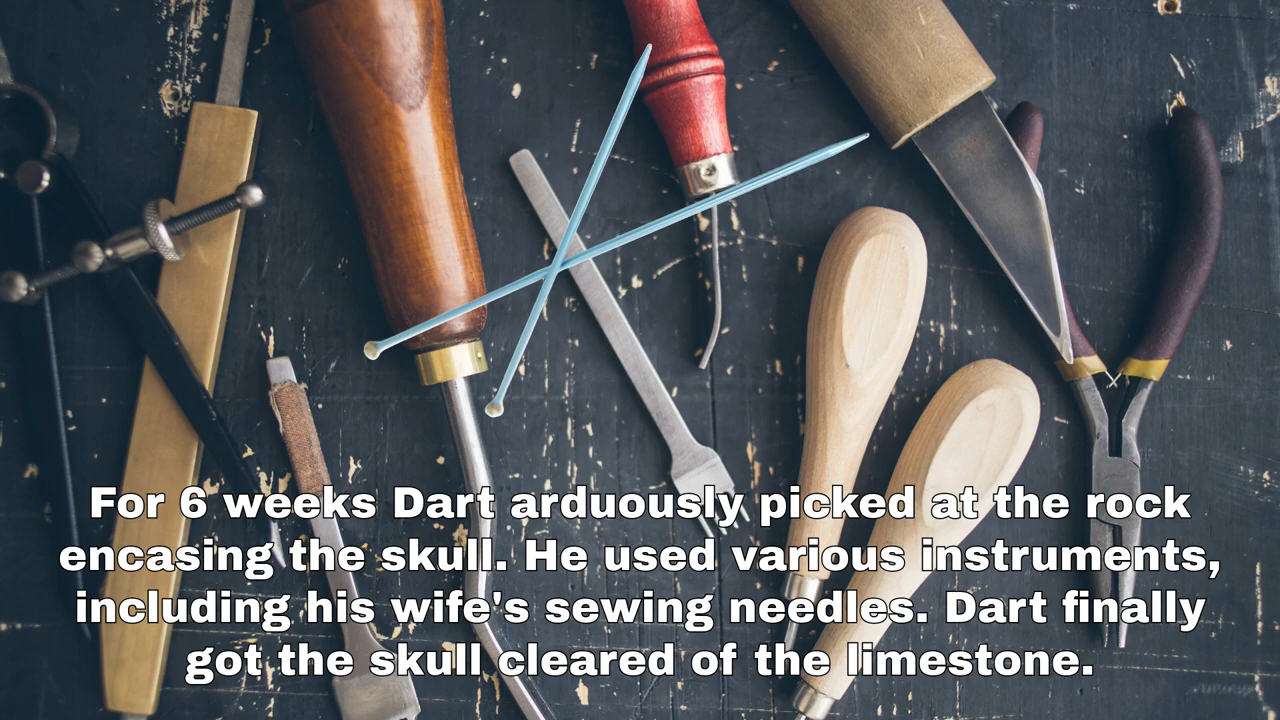 For 6 weeks Dart arduously picked at the rock
encasing the skull. He used various instruments,
including his wife's sewing needles. Dart finally
got the skull cleared of the limestone.